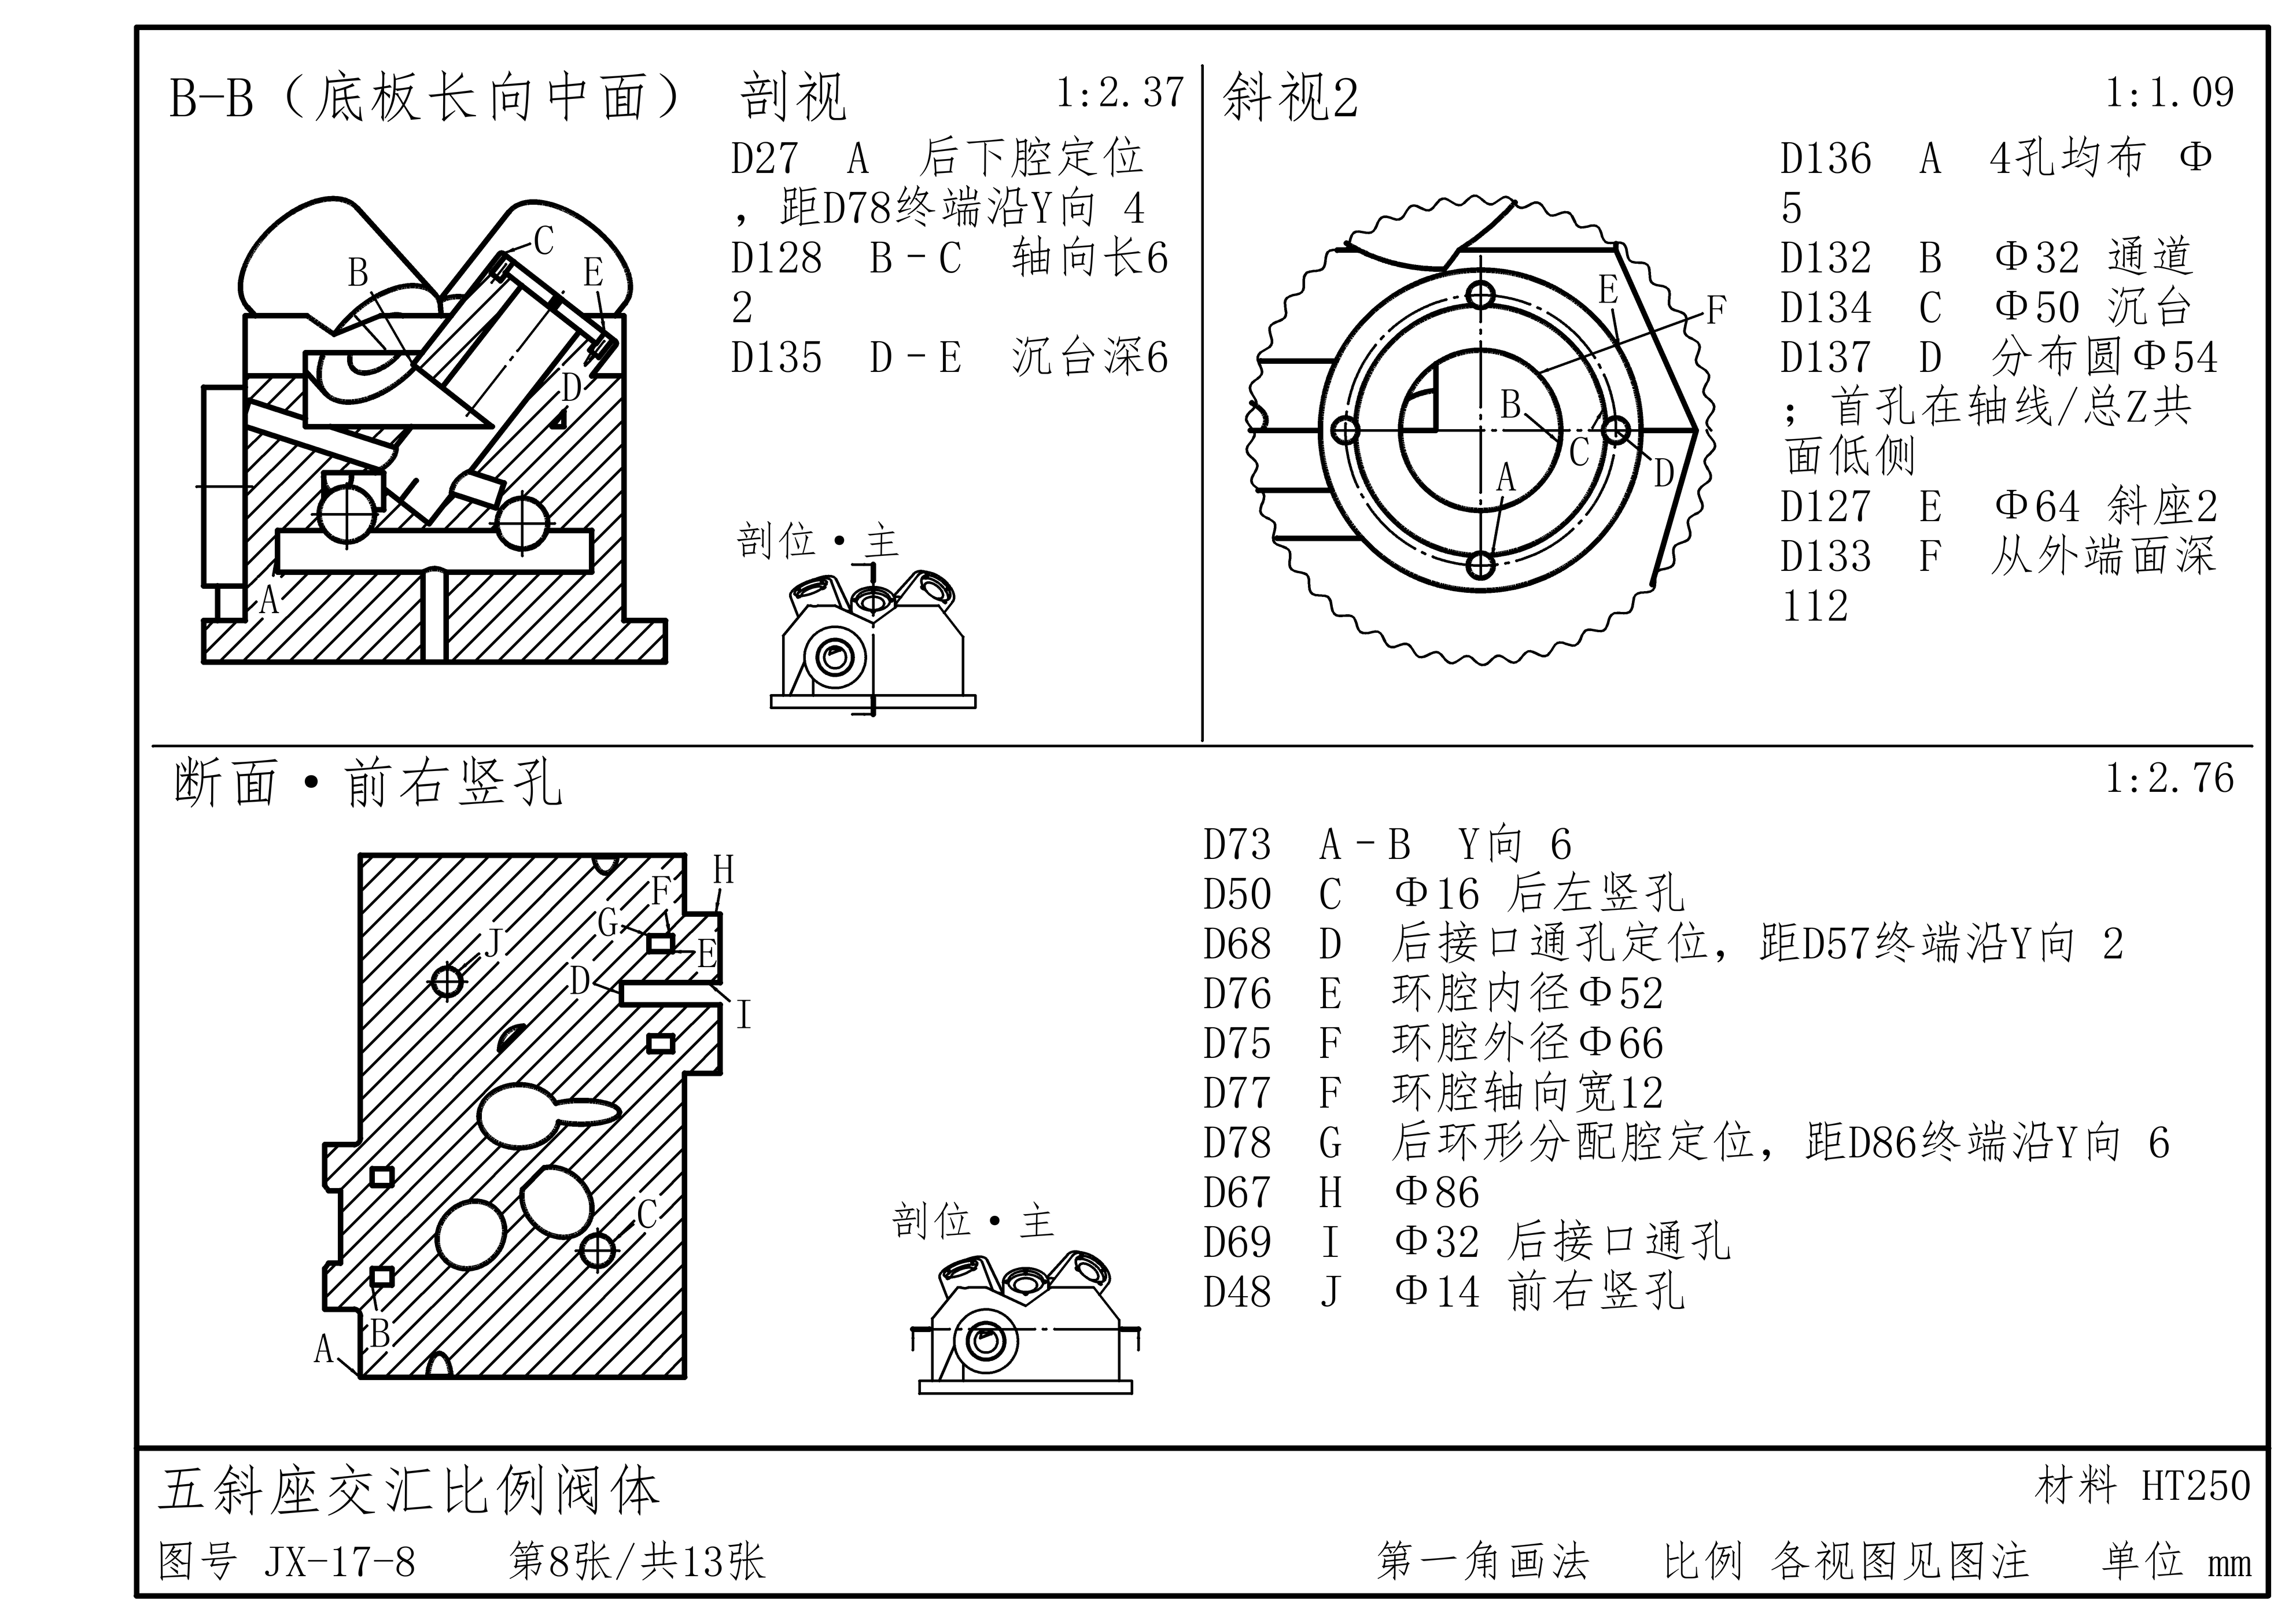 B-B（底板长向中面） 剖视 1:2.37
D27 A 后下腔定位
，距D78终端沿Y向 4
D128 B-C 轴向长6
2
D135 D-E 沉台深6
C
B
E
D
A
剖位·主
斜视2 1:1.09
D136 A 4孔均布 Φ
5
D132 B Φ32 通道
D134 C Φ50 沉台
D137 D 分布圆Φ54
；首孔在轴线/总Z共
面低侧
D127 E Φ64 斜座2
D133 F 从外端面深
112
E
F
B
C
D
A
断面·前右竖孔 1:2.76
D73 A-B Y向 6
D50 C Φ16 后左竖孔
D68 D 后接口通孔定位，距D57终端沿Y向 2
D76 E 环腔内径Φ52
D75 F 环腔外径Φ66
D77 F 环腔轴向宽12
D78 G 后环形分配腔定位，距D86终端沿Y向 6
D67 H Φ86
D69 I Φ32 后接口通孔
D48 J Φ14 前右竖孔
H
F
G
J
E
D
I
C
B
A
剖位·主
五斜座交汇比例阀体 材料 HT250
图号 JX-17-8 第8张/共13张 第一角画法 比例 各视图见图注 单位 mm